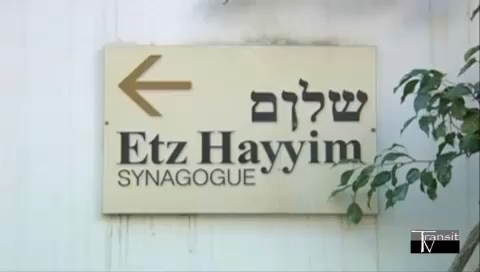 שלום
Etz Hayyim
SYNAGOGUE
Transit
TV